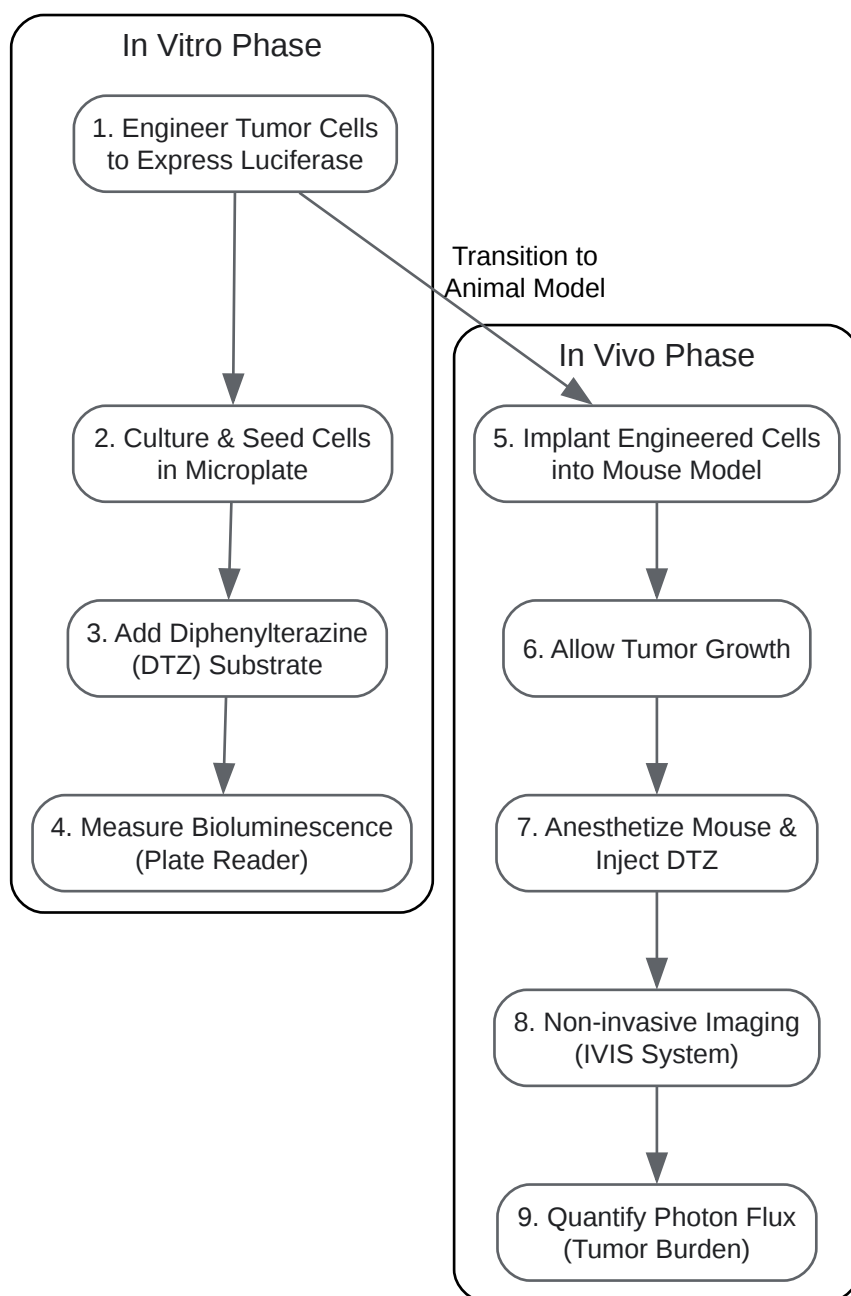 In Vitro Phase
1. Engineer Tumor Cells
to Express Luciferase
Transition to
Animal Model
In Vivo Phase
2. Culture & Seed Cells
in Microplate
5. Implant Engineered Cells
into Mouse Model
3. Add Diphenylterazine
(DTZ) Substrate
6. Allow Tumor Growth
4. Measure Bioluminescence
(Plate Reader)
7. Anesthetize Mouse &
Inject DTZ
8. Non-invasive Imaging
(IVIS System)
9. Quantify Photon Flux
(Tumor Burden)